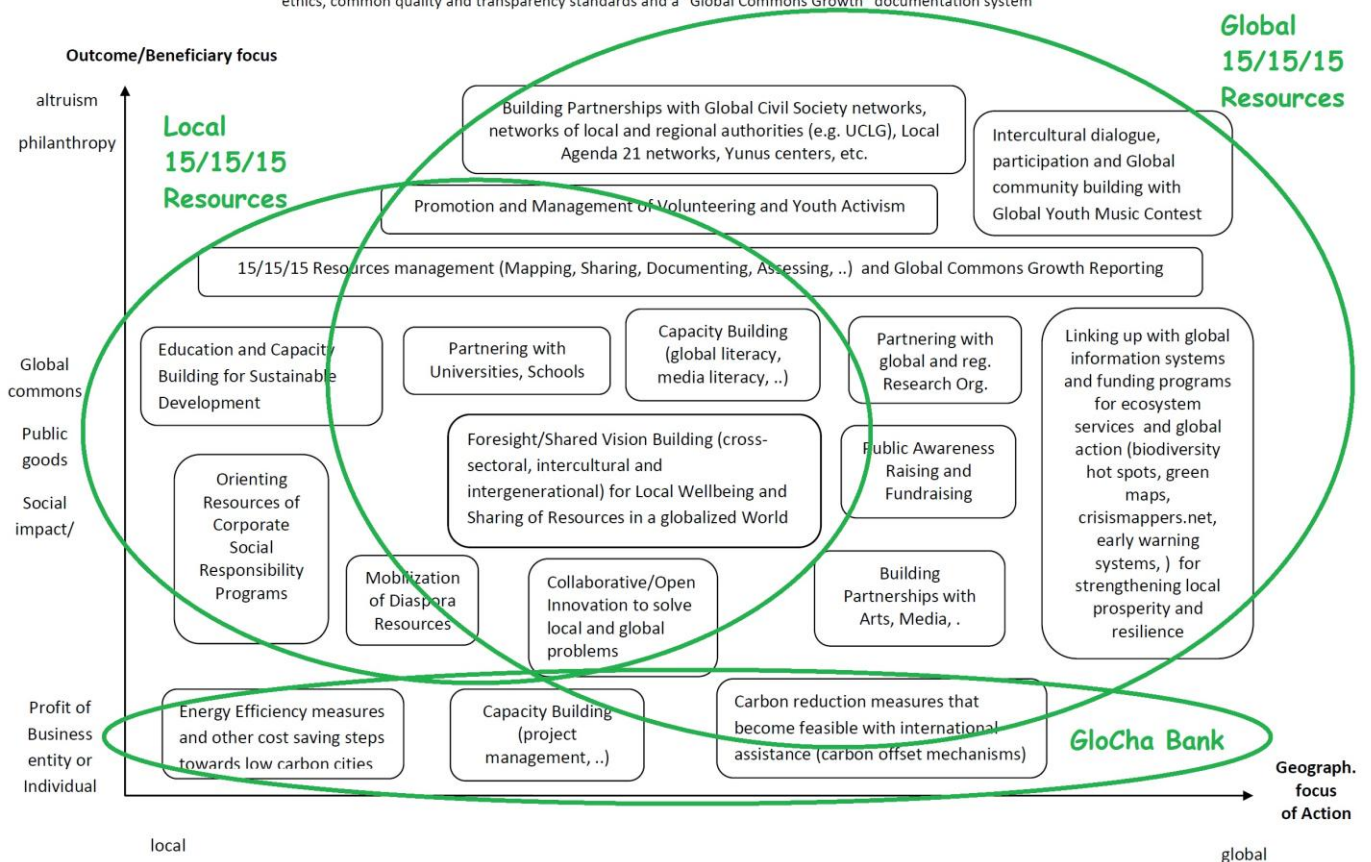 ethics, common quality and transparency standards and a "Global Commons Growth" documentation system
Global
15/15/15
Resources
Outcome/Beneficiary focus
altruism
philanthropy
Local
15/15/15
Resources
Building Partnerships with Global Civil Society networks,
networks of local and regional authorities (e.g. UCLG), Local
Agenda 21 networks, Yunus centers, etc.
Intercultural dialogue,
participation and Global
community building with
Global Youth Music Contest
Promotion and Management of Volunteering and Youth Activism
15/15/15 Resources management (Mapping, Sharing, Documenting, Assessing, ..) and Global Commons Growth Reporting
Global
commons
Public
goods
Social
impact/
Education and Capacity
Building for Sustainable
Development
Partnering with
Universities, Schools
Capacity Building
(global literacy,
media literacy, ..)
Partnering with
global and reg.
Research Org.
Linking up with global
information systems
and funding programs
for ecosystem
services and global
action (biodiversity
hot spots, green
maps,
crisismappers.net,
early warning
systems, ) for
strengthening local
prosperity and
resilience
Orienting
Resources of
Corporate
Social
Responsibility
Programs
Foresight/Shared Vision Building (cross-
sectoral, intercultural and
intergenerational) for Local Wellbeing and
Sharing of Resources in a globalized World
Public Awareness
Raising and
Fundraising
Mobilization
of Diaspora
Resources
Collaborative/Open
Innovation to solve
local and global
problems
Building
Partnerships with
Arts, Media, .
Profit of
Business
entity or
Individual
Energy Efficiency measures
and other cost saving steps
towards low carbon cities
Capacity Building
(project
management, ..)
Carbon reduction measures that
become feasible with international
assistance (carbon offset mechanisms)
GloCha Bank
Geograph.
focus
of Action
local
global